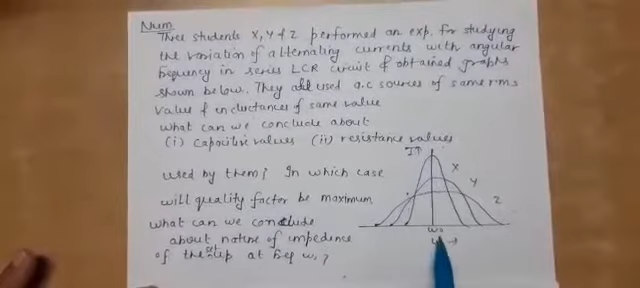 Num
Three students X, Y & Z performed an exp. for studying
the variation of alternating currents with angular
frequency in series LCR circuit & obtained graphs
shown below. They all used a.c sources of same rms
value & inductances of same value
what can we conclude about
(i) capacitive values (ii) resistance values
used by them? In which case
will quality factor be maximum
what can we conclude
about nature of impedence
of the set up at freq ω₀?
I↑
X
Y
Z
ω₀